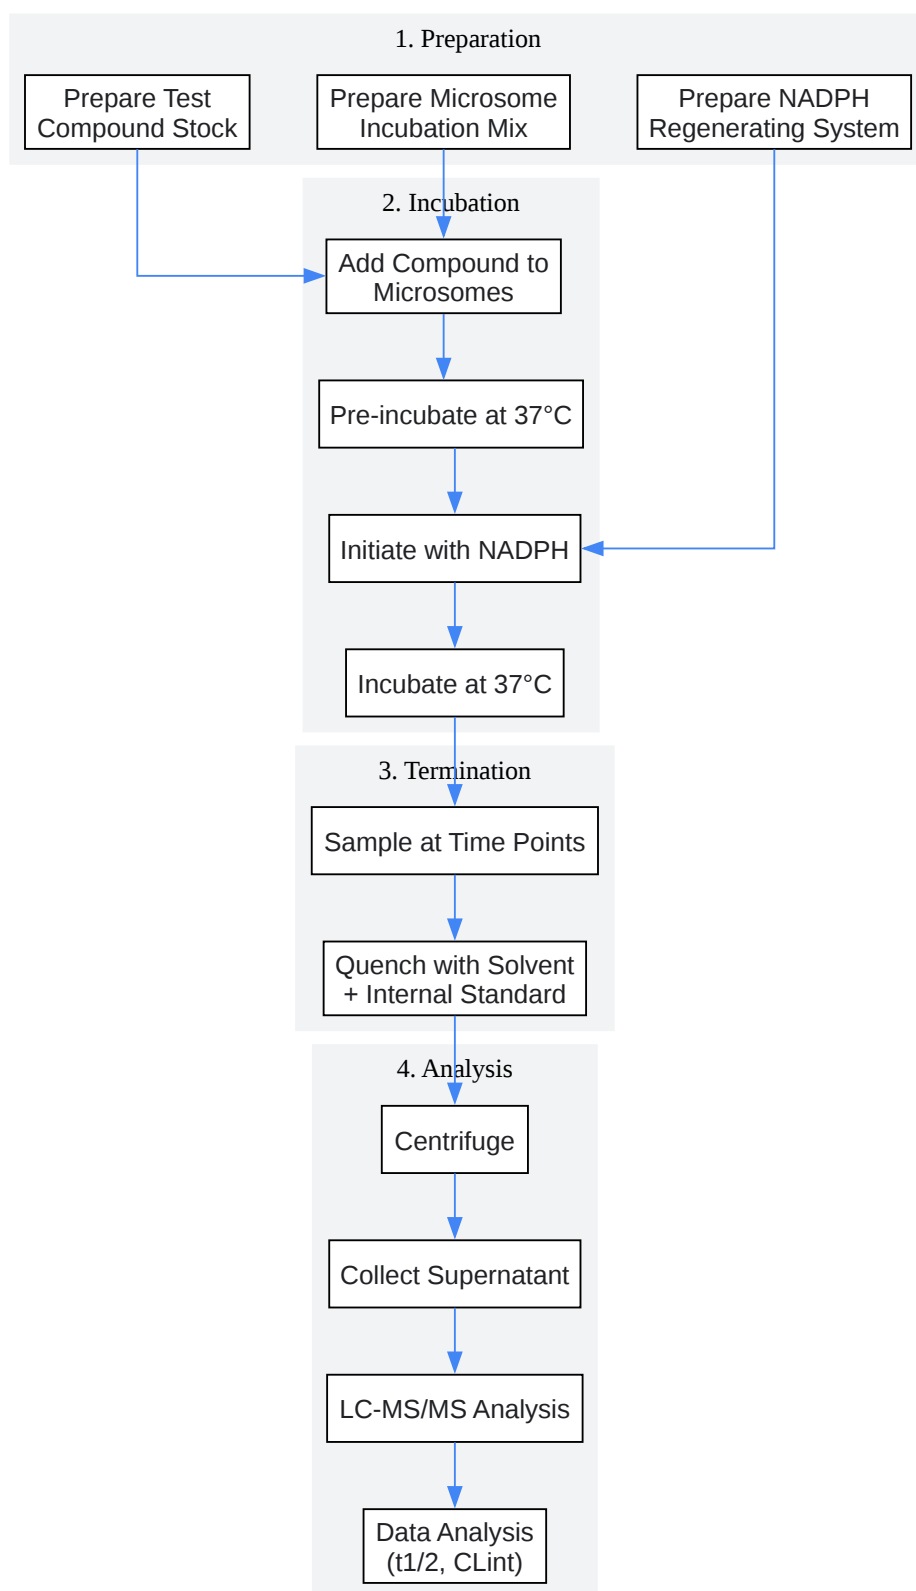 1. Preparation
Prepare Test
Compound Stock
Prepare Microsome
Incubation Mix
Prepare NADPH
Regenerating System
2. Incubation
Add Compound to
Microsomes
Pre-incubate at 37°C
Initiate with NADPH
Incubate at 37°C
3. Termination
Sample at Time Points
Quench with Solvent
+ Internal Standard
4. Analysis
Centrifuge
Collect Supernatant
LC-MS/MS Analysis
Data Analysis
(t1/2, CLint)